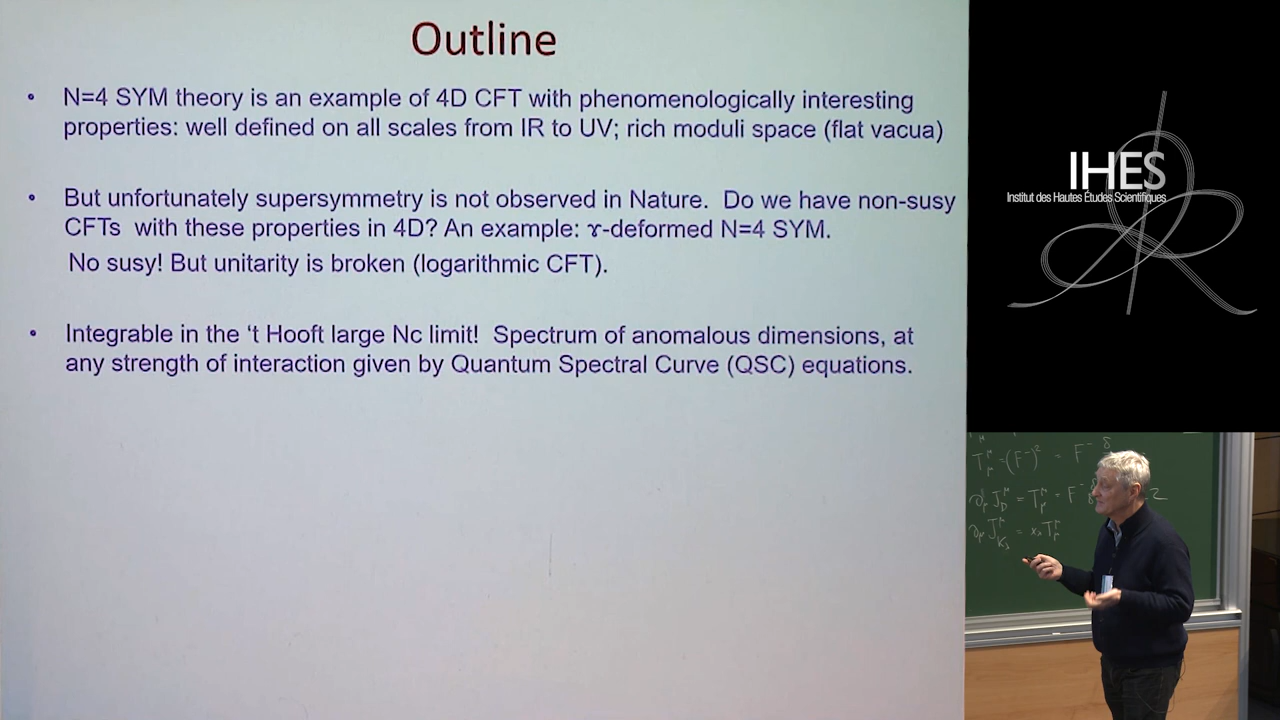 Outline
• N=4 SYM theory is an example of 4D CFT with phenomenologically interesting
properties: well defined on all scales from IR to UV; rich moduli space (flat vacua)
• But unfortunately supersymmetry is not observed in Nature. Do we have non-susy
CFTs with these properties in 4D? An example: ɤ-deformed N=4 SYM.
No susy! But unitarity is broken (logarithmic CFT).
• Integrable in the ‘t Hooft large Nc limit! Spectrum of anomalous dimensions, at
any strength of interaction given by Quantum Spectral Curve (QSC) equations.
IHES
Institut des Hautes Études Scientifiques